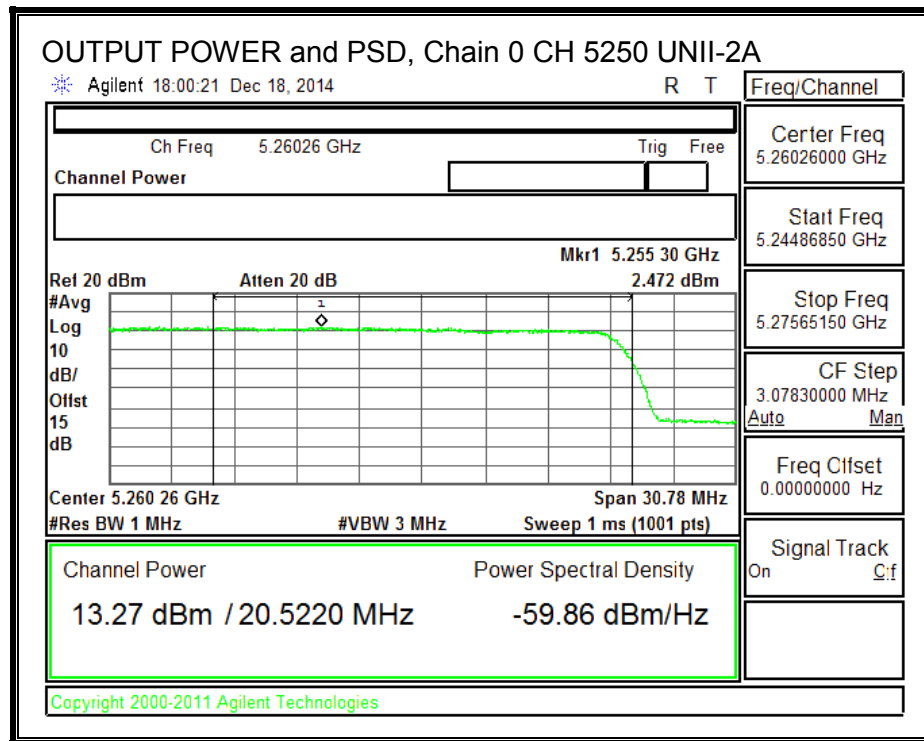 OUTPUT POWER and PSD, Chain 0 CH 5250 UNII-2A
Agilent 18:00:21 Dec 18, 2014 R T
Freq/Channel
Ch Freq 5.26026 GHz Trig Free
Channel Power
Mkr1 5.255 30 GHz
Ref 20 dBm Atten 20 dB 2.472 dBm
#Avg
Log
10
dB/
Offst
15
dB
1
Center 5.260 26 GHz Span 30.78 MHz
#Res BW 1 MHz #VBW 3 MHz Sweep 1 ms (1001 pts)
Channel Power Power Spectral Density
13.27 dBm / 20.5220 MHz -59.86 dBm/Hz
Copyright 2000-2011 Agilent Technologies
Center Freq
5.26026000 GHz
Start Freq
5.24486850 GHz
Stop Freq
5.27565150 GHz
CF Step
3.07830000 MHz
Auto Man
Freq Offset
0.00000000 Hz
Signal Track
On Off